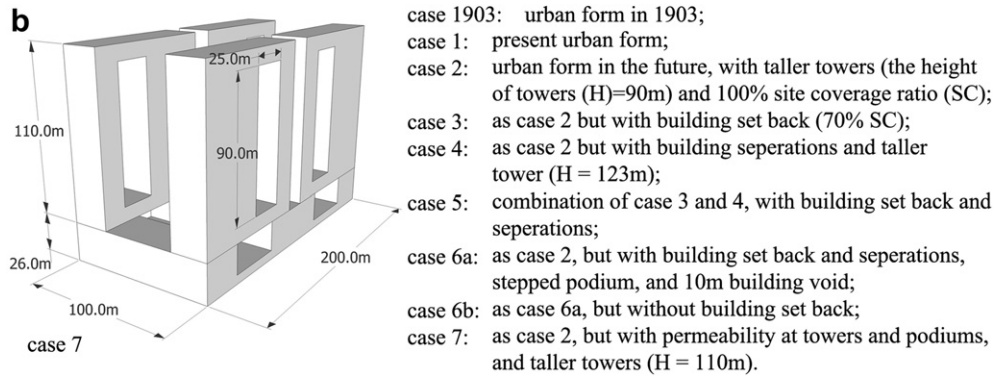 b
25.0m
110.0m
90.0m
26.0m
200.0m
100.0m
case 7
case 1903: urban form in 1903;
case 1: present urban form;
case 2: urban form in the future, with taller towers (the height
of towers (H)=90m) and 100% site coverage ratio (SC);
case 3: as case 2 but with building set back (70% SC);
case 4: as case 2 but with building seperations and taller
tower (H = 123m);
case 5: combination of case 3 and 4, with building set back and
seperations;
case 6a: as case 2, but with building set back and seperations,
stepped podium, and 10m building void;
case 6b: as case 6a, but without building set back;
case 7: as case 2, but with permeability at towers and podiums,
and taller towers (H = 110m).